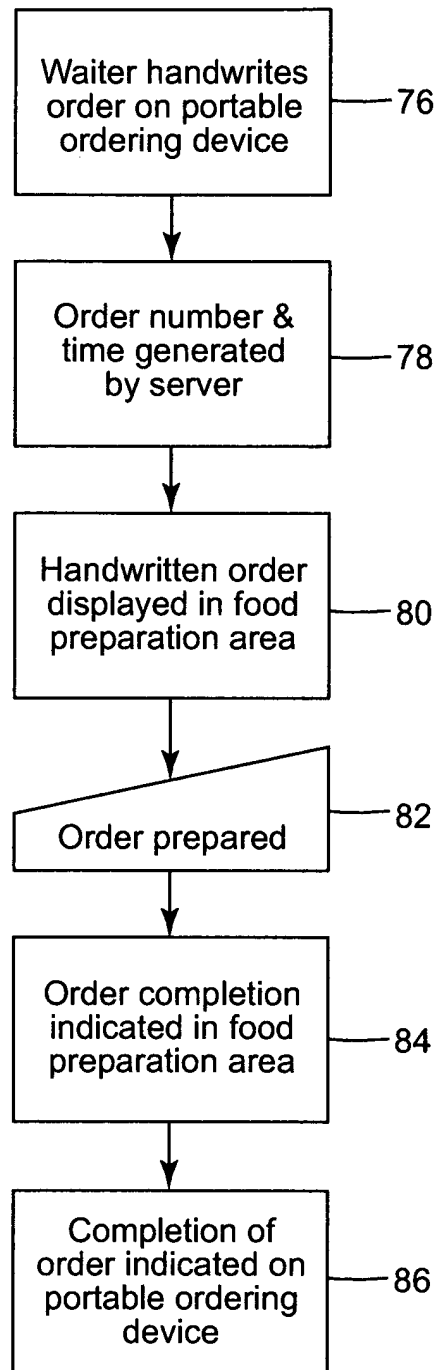 Waiter handwrites
order on portable
ordering device
76
Order number &
time generated
by server
78
Handwritten order
displayed in food
preparation area
80
Order prepared
82
Order completion
indicated in food
preparation area
84
Completion of
order indicated on
portable ordering
device
86